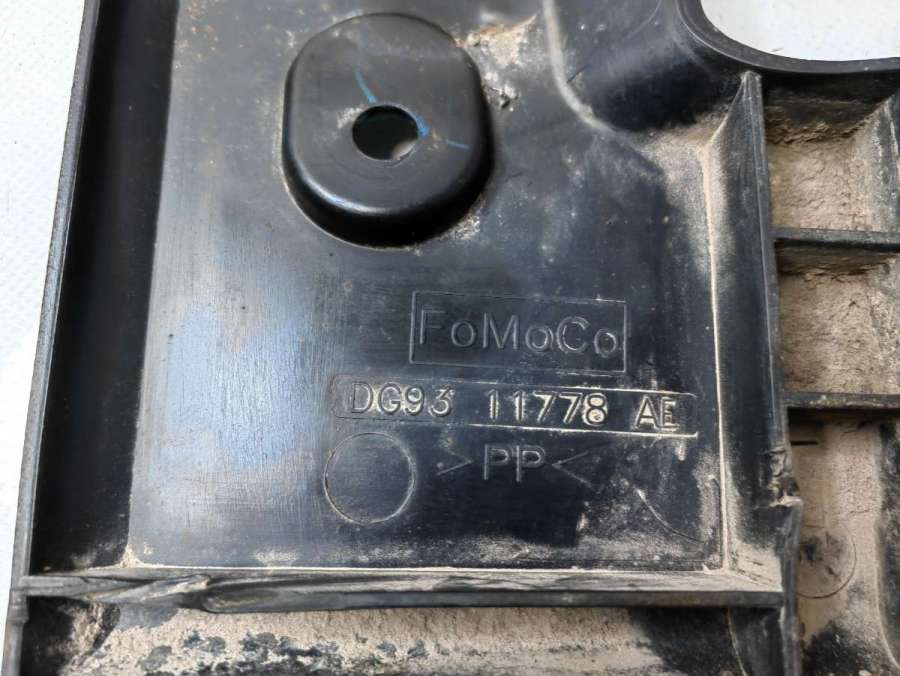 FoMoCo
DG93 11778 AE
>PP<